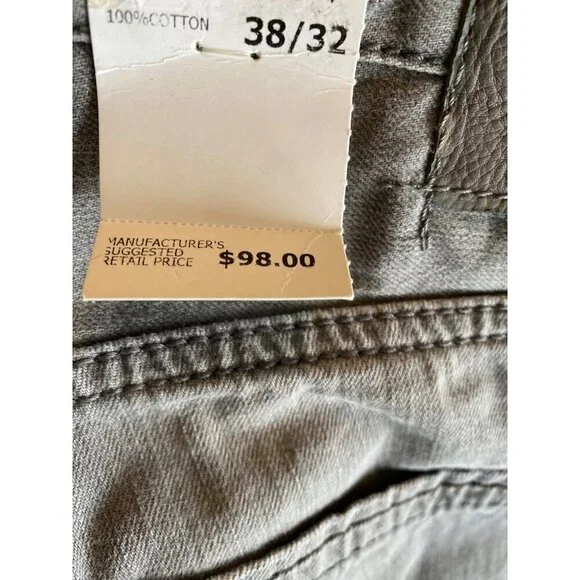 100%COTTON
38/32
MANUFACTURER'S
SUGGESTED
RETAIL PRICE
$98.00